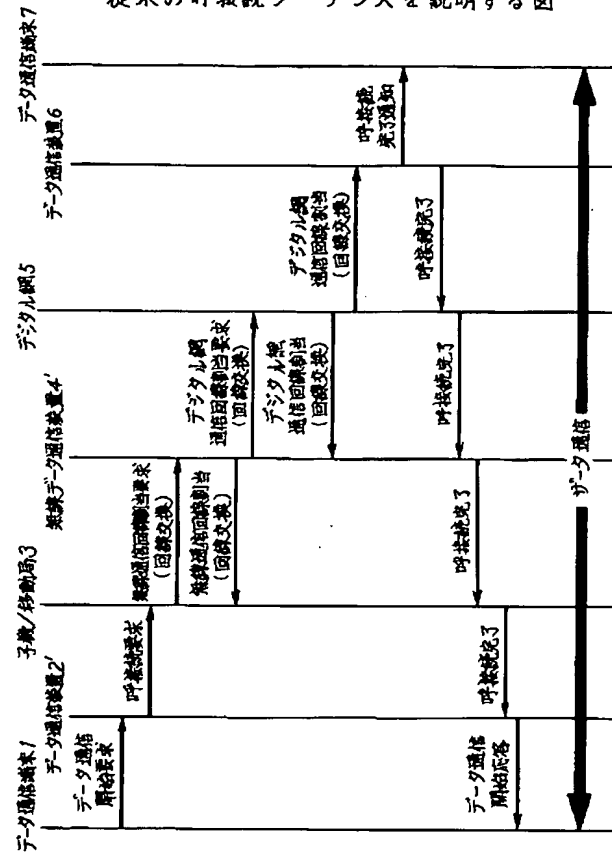 従来の呼接続シーケンスを説明する図
データ通信端末7
データ通信装置6
デジタル網5
無線データ通信装置4'
子機/移動局3
データ通信装置2'
データ通信端末1
データ通信
開始要求
呼接続要求
無線通信回線割当要求
(回線交換)
無線通信回線割当
(回線交換)
デジタル網
通信回線割当要求
(回線交換)
デジタル網
通信回線割当
(回線交換)
デジタル網
通信回線割当
(回線交換)
呼接続
完了通知
呼接続完了
呼接続完了
呼接続完了
呼接続完了
データ通信
開始応答
データ通信